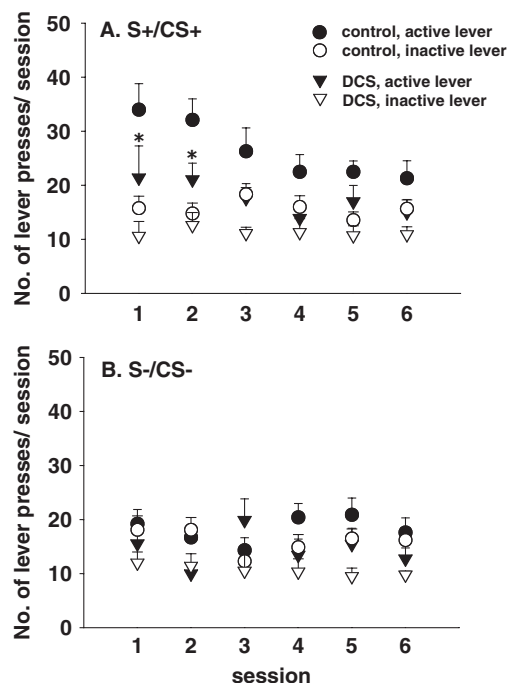 A. S+/CS+
control, active lever
control, inactive lever
DCS, active lever
DCS, inactive lever
No. of lever presses/ session
50
40
30
20
10
0
*
*
1 2 3 4 5 6
B. S-/CS-
No. of lever presses/ session
50
40
30
20
10
0
1 2 3 4 5 6
session